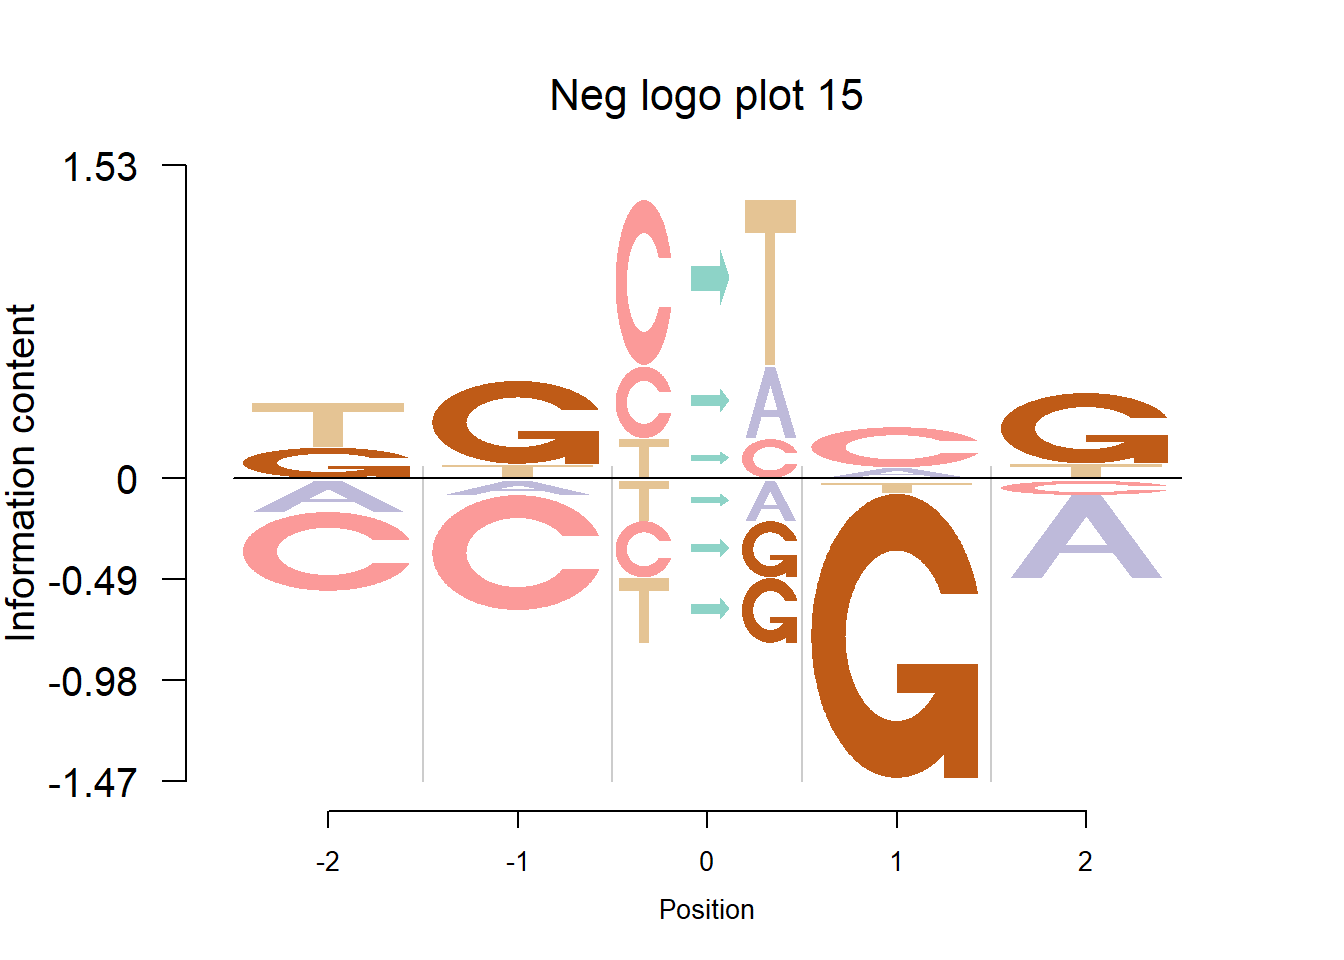 Neg logo plot 15
Information content
1.53
0
-0.49
-0.98
-1.47
T
G
A
C
G
T
A
C
C T
C A
T C
T A
C G
T G
C
A
T
G
G
T
C
A
-2 -1 0 1 2
Position